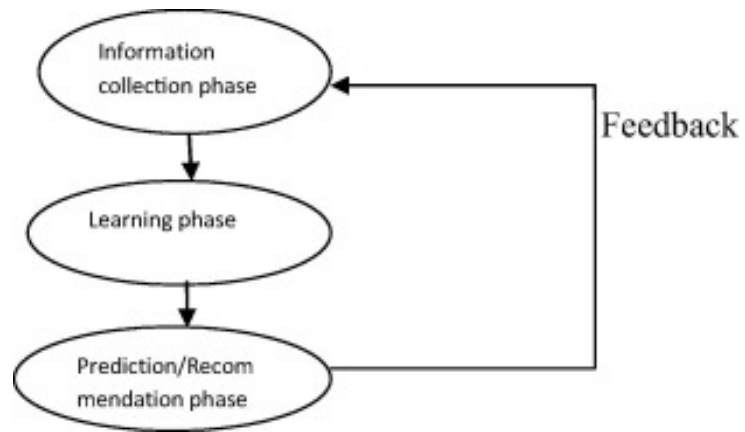 Information
collection phase
Feedback
Learning phase
Prediction/Recom
mendation phase